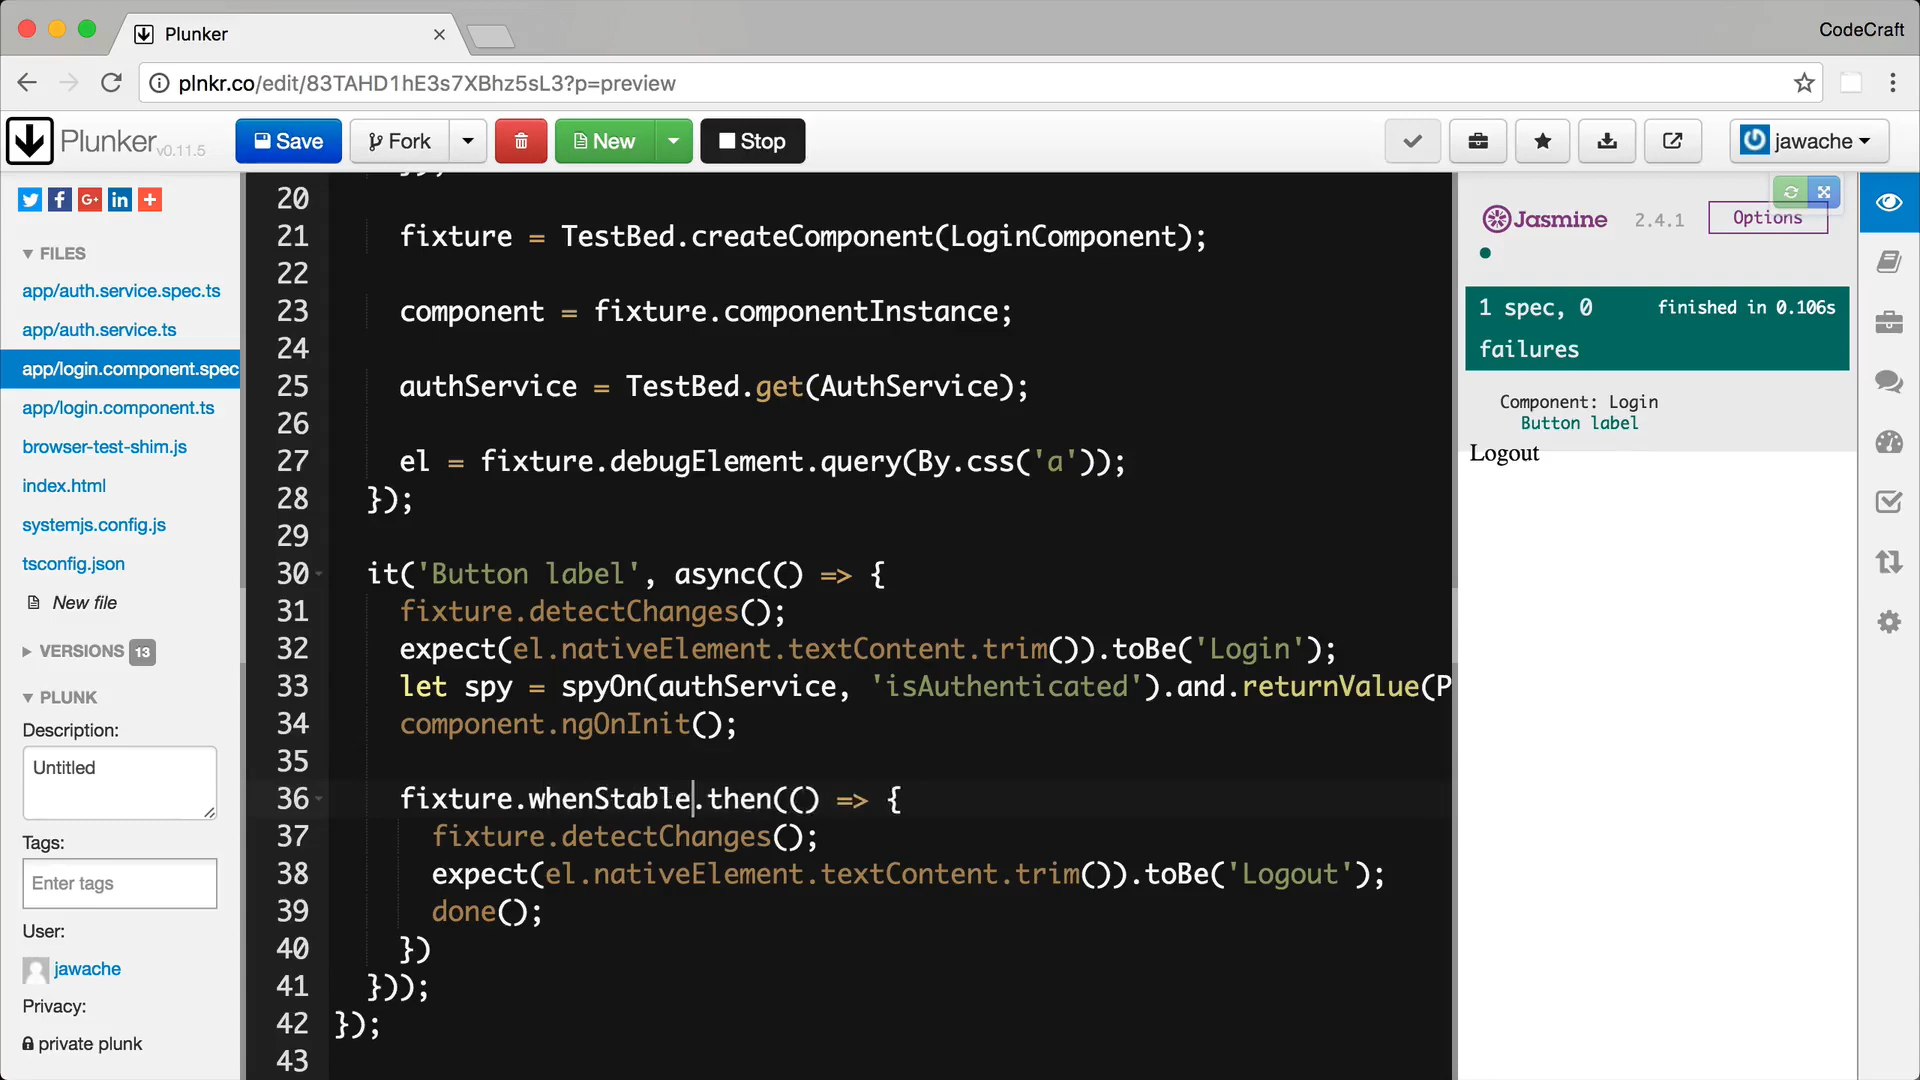 Plunker
CodeCraft
plnkr.co/edit/83TAHD1hE3s7XBhz5sL3?p=preview
Plunker v0.11.5
Save
Fork
New
Stop
jawache
FILES
app/auth.service.spec.ts
app/auth.service.ts
app/login.component.spec
app/login.component.ts
browser-test-shim.js
index.html
systemjs.config.js
tsconfig.json
New file
VERSIONS 13
PLUNK
Description:
Untitled
Tags:
Enter tags
User:
jawache
Privacy:
private plunk
20
21 fixture = TestBed.createComponent(LoginComponent);
22
23 component = fixture.componentInstance;
24
25 authService = TestBed.get(AuthService);
26
27 el = fixture.debugElement.query(By.css('a'));
28 });
29
30 it('Button label', async(() => {
31 fixture.detectChanges();
32 expect(el.nativeElement.textContent.trim()).toBe('Login');
33 let spy = spyOn(authService, 'isAuthenticated').and.returnValue(P
34 component.ngOnInit();
35
36 fixture.whenStable.then(() => {
37 fixture.detectChanges();
38 expect(el.nativeElement.textContent.trim()).toBe('Logout');
39 done();
40 })
41 }));
42 });
43
Jasmine 2.4.1
Options
1 spec, 0 failures
finished in 0.106s
Component: Login
Button label
Logout